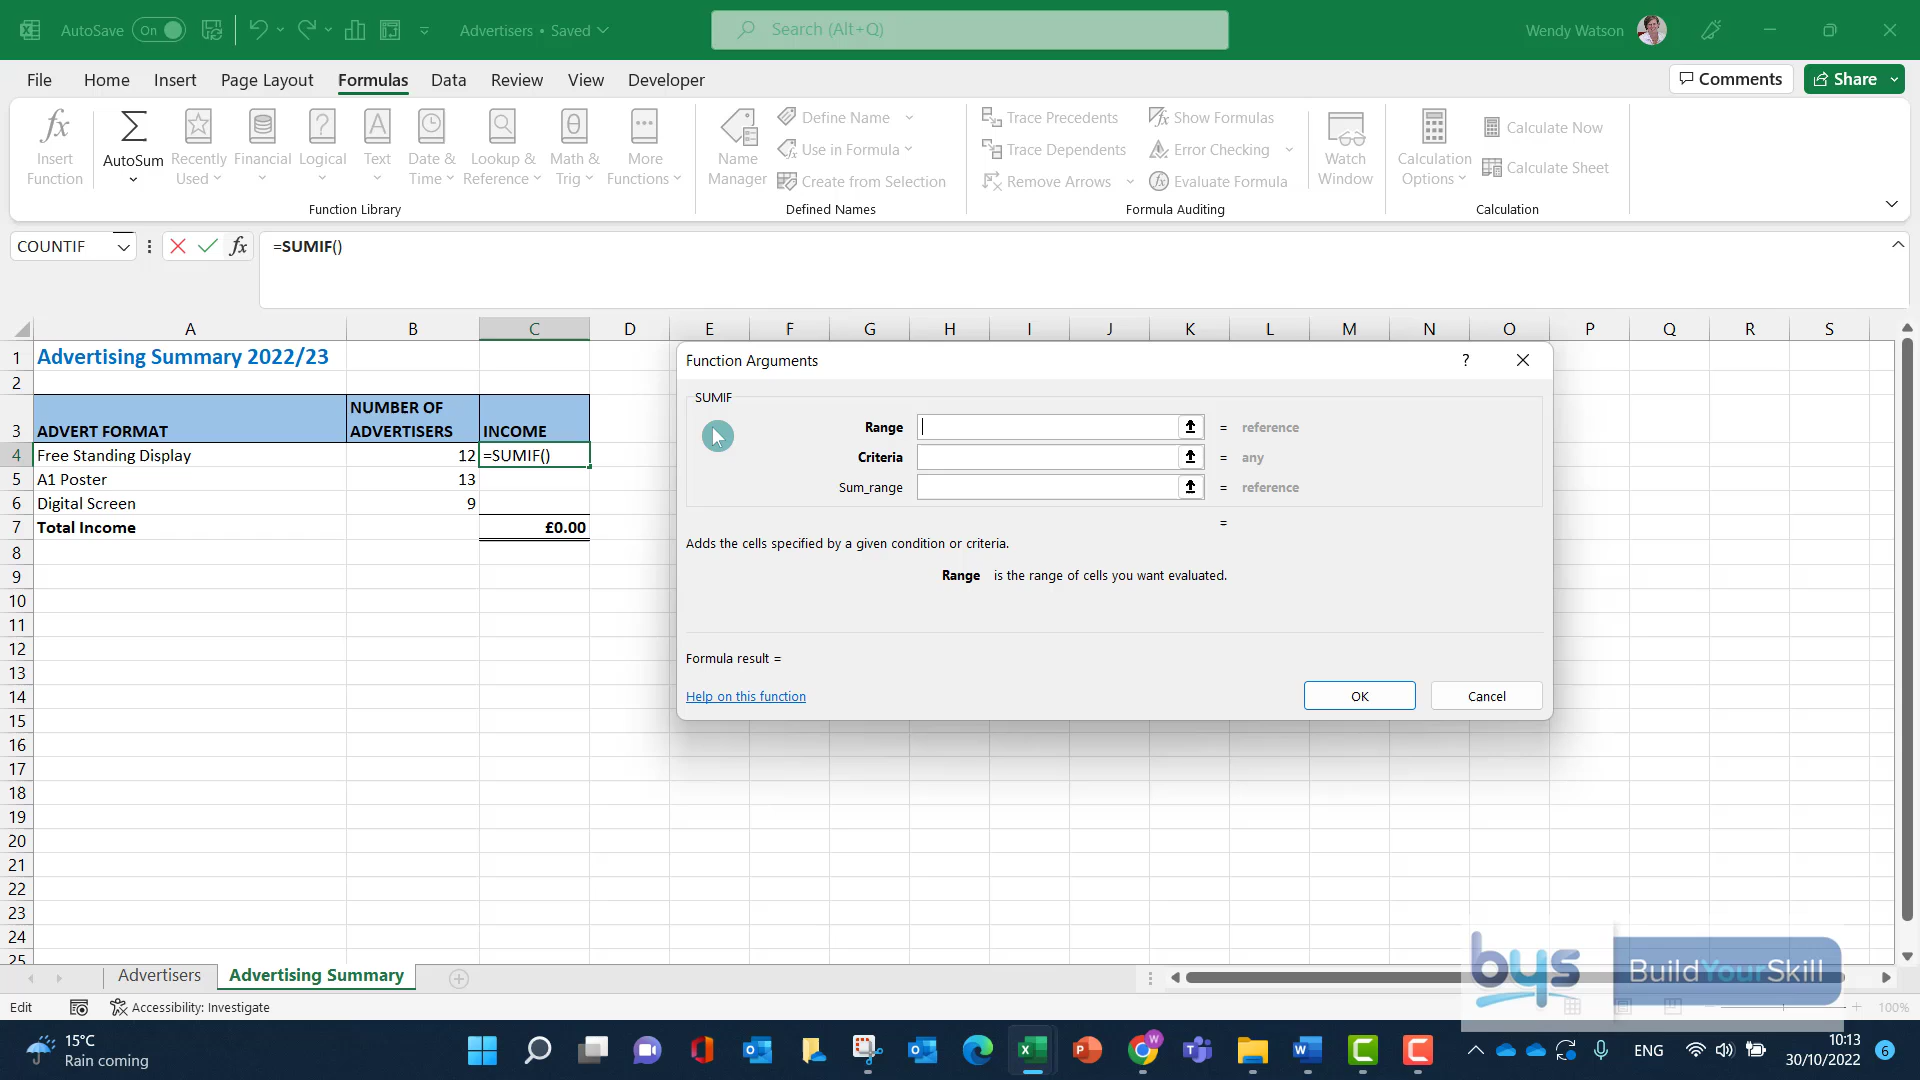 AutoSave On Advertisers • Saved Search (Alt+Q) Wendy Watson
File Home Insert Page Layout Formulas Data Review View Developer Comments Share
Insert Function
AutoSum
Recently Used
Financial
Logical
Text
Date & Time
Lookup & Reference
Math & Trig
More Functions
Function Library
Name Manager
Define Name
Use in Formula
Create from Selection
Defined Names
Trace Precedents
Trace Dependents
Remove Arrows
Show Formulas
Error Checking
Evaluate Formula
Formula Auditing
Watch Window
Calculation Options
Calculate Now
Calculate Sheet
Calculation
COUNTIF fx =SUMIF()
A B C D E F G H I J K L M N O P Q R S
1 Advertising Summary 2022/23
2
3 ADVERT FORMAT NUMBER OF ADVERTISERS INCOME
4 Free Standing Display 12 =SUMIF()
5 A1 Poster 13
6 Digital Screen 9
7 Total Income £0.00
8
9
10
11
12
13
14
15
16
17
18
19
20
21
22
23
24
25
Function Arguments ?
SUMIF
Range = reference
Criteria = any
Sum_range = reference
=
Adds the cells specified by a given condition or criteria.
Range is the range of cells you want evaluated.
Formula result =
Help on this function OK Cancel
Advertisers Advertising Summary
bys BuildYourSkill
Edit Accessibility: Investigate 100%
15°C
Rain coming
ENG
10:13
30/10/2022
6